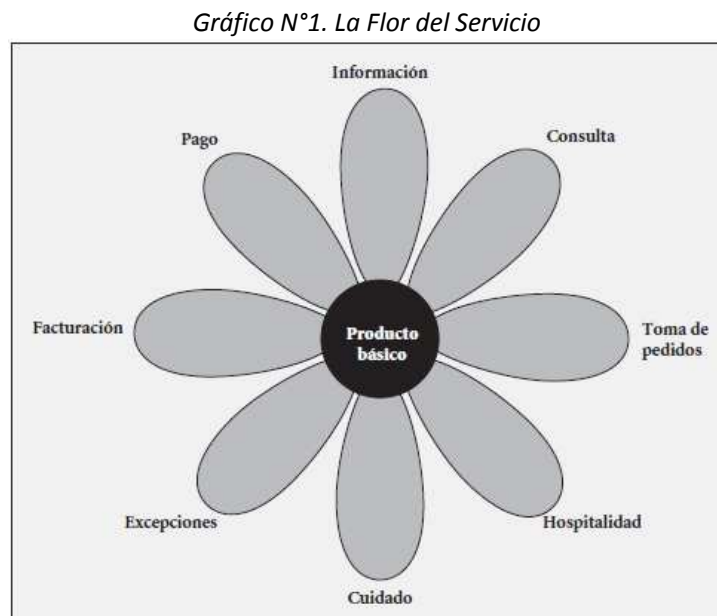 Gráfico N°1. La Flor del Servicio
Información
Consulta
Pago
Facturación
Producto
básico
Toma de
pedidos
Excepciones
Hospitalidad
Cuidado